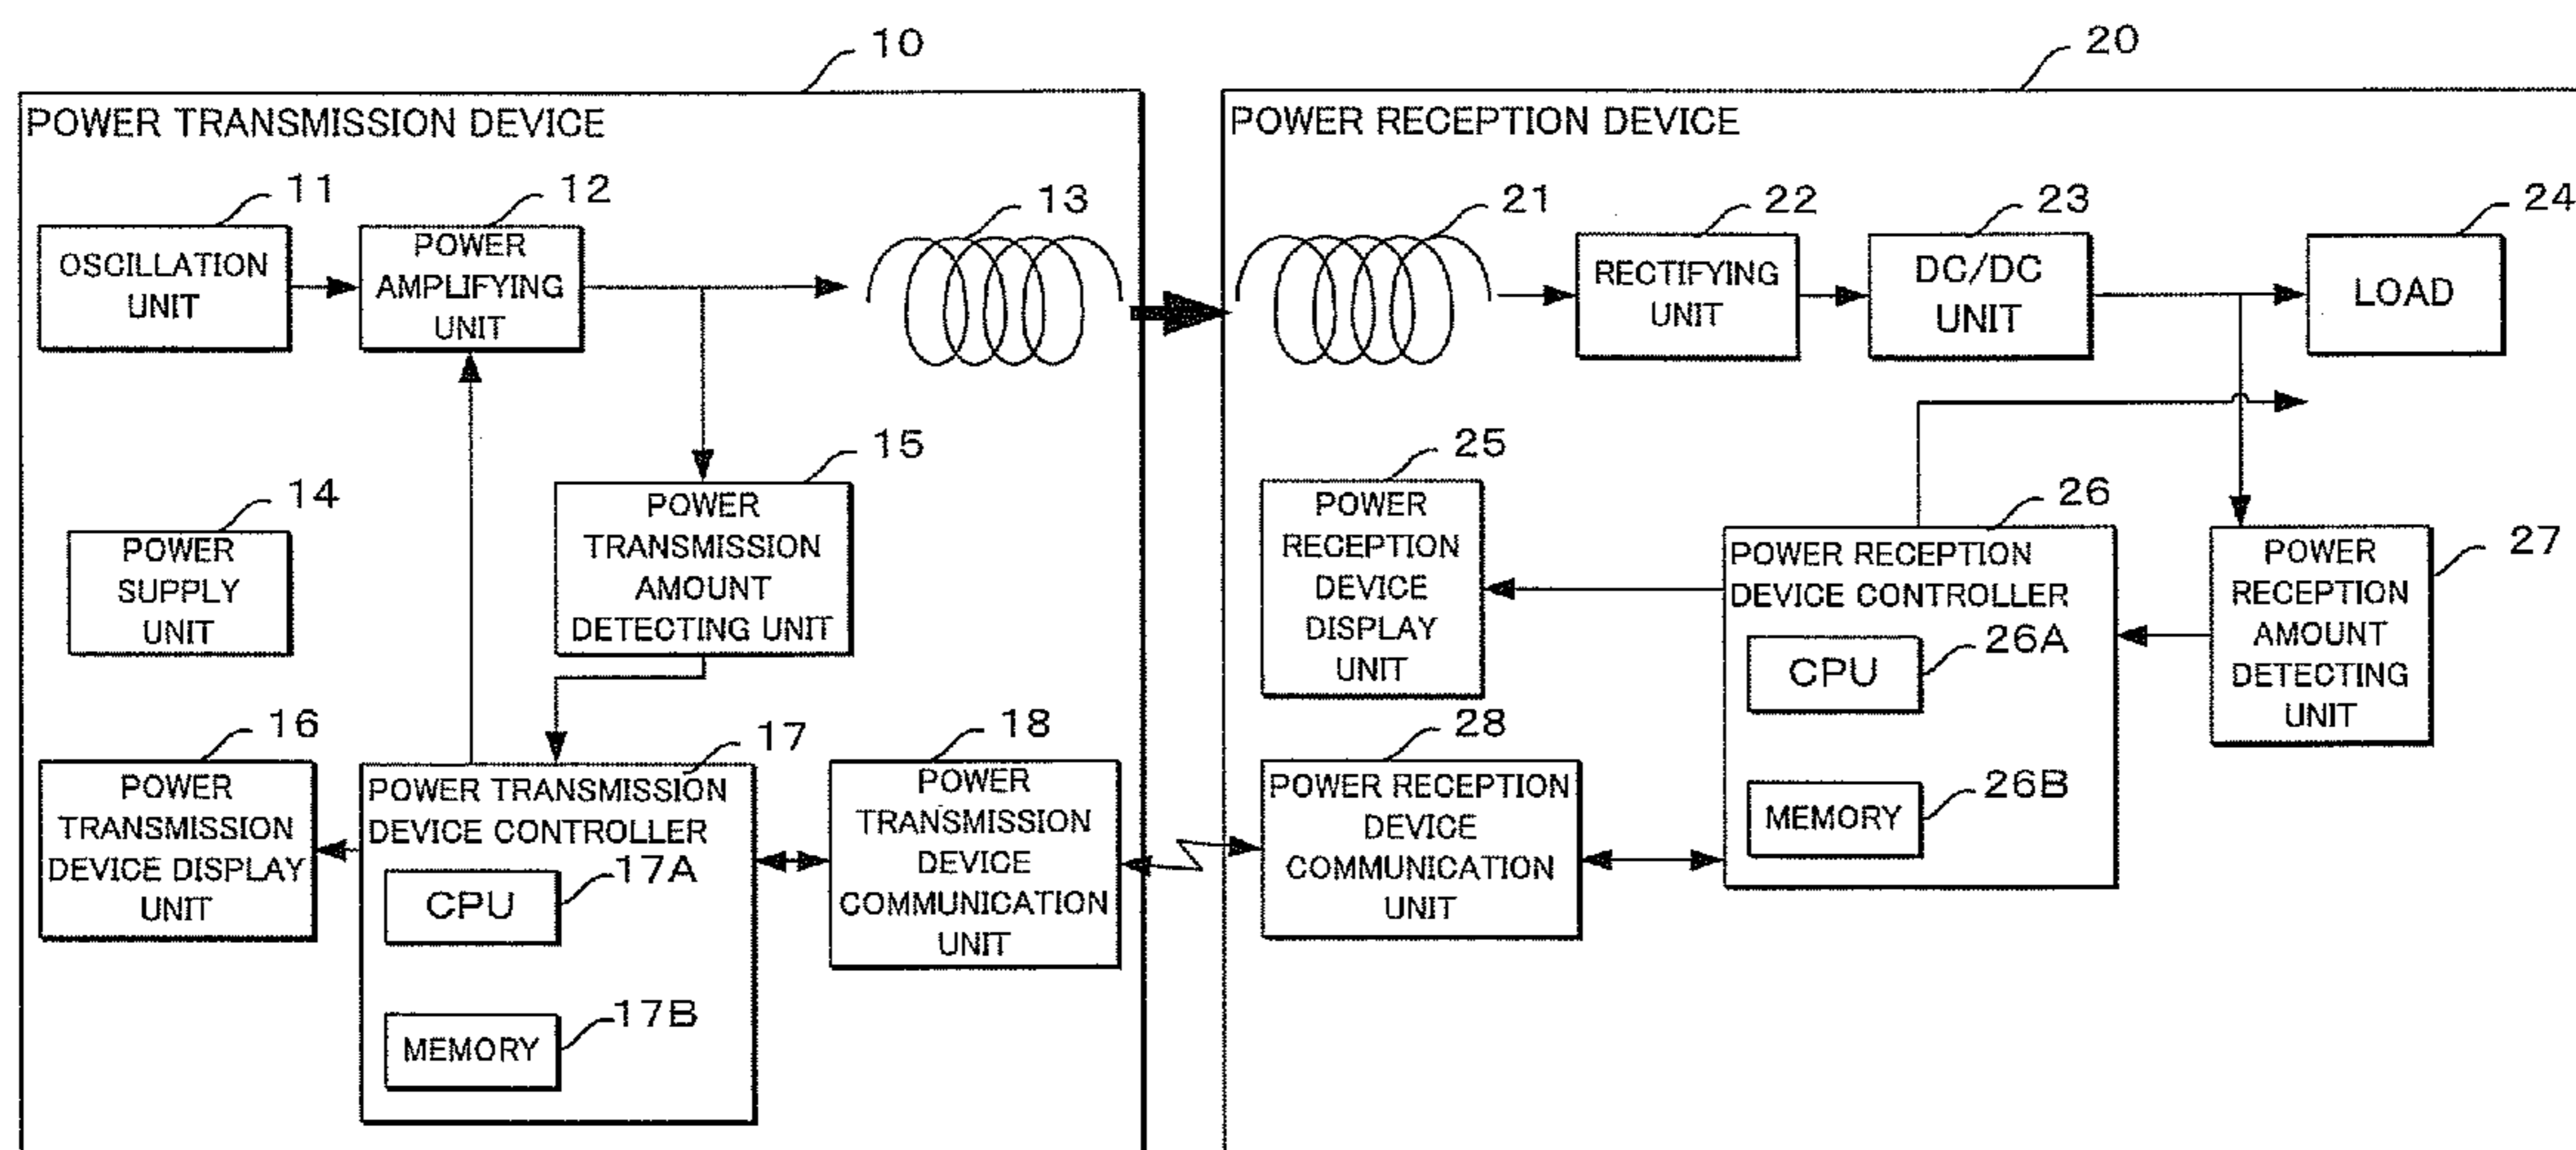 10
20
POWER TRANSMISSION DEVICE
POWER RECEPTION DEVICE
11
12
13
21
22
23
24
OSCILLATION
UNIT
POWER
AMPLIFYING
UNIT
RECTIFYING
UNIT
DC/DC
UNIT
LOAD
14
15
25
26
27
POWER
SUPPLY
UNIT
POWER
TRANSMISSION
AMOUNT
DETECTING UNIT
POWER
RECEPTION
DEVICE
DISPLAY
UNIT
POWER RECEPTION
DEVICE CONTROLLER
CPU
26A
MEMORY
26B
POWER
RECEPTION
AMOUNT
DETECTING
UNIT
16
17
18
28
POWER
TRANSMISSION
DEVICE DISPLAY
UNIT
POWER TRANSMISSION
DEVICE CONTROLLER
CPU
17A
MEMORY
17B
POWER
TRANSMISSION
DEVICE
COMMUNICATION
UNIT
POWER RECEPTION
DEVICE
COMMUNICATION
UNIT